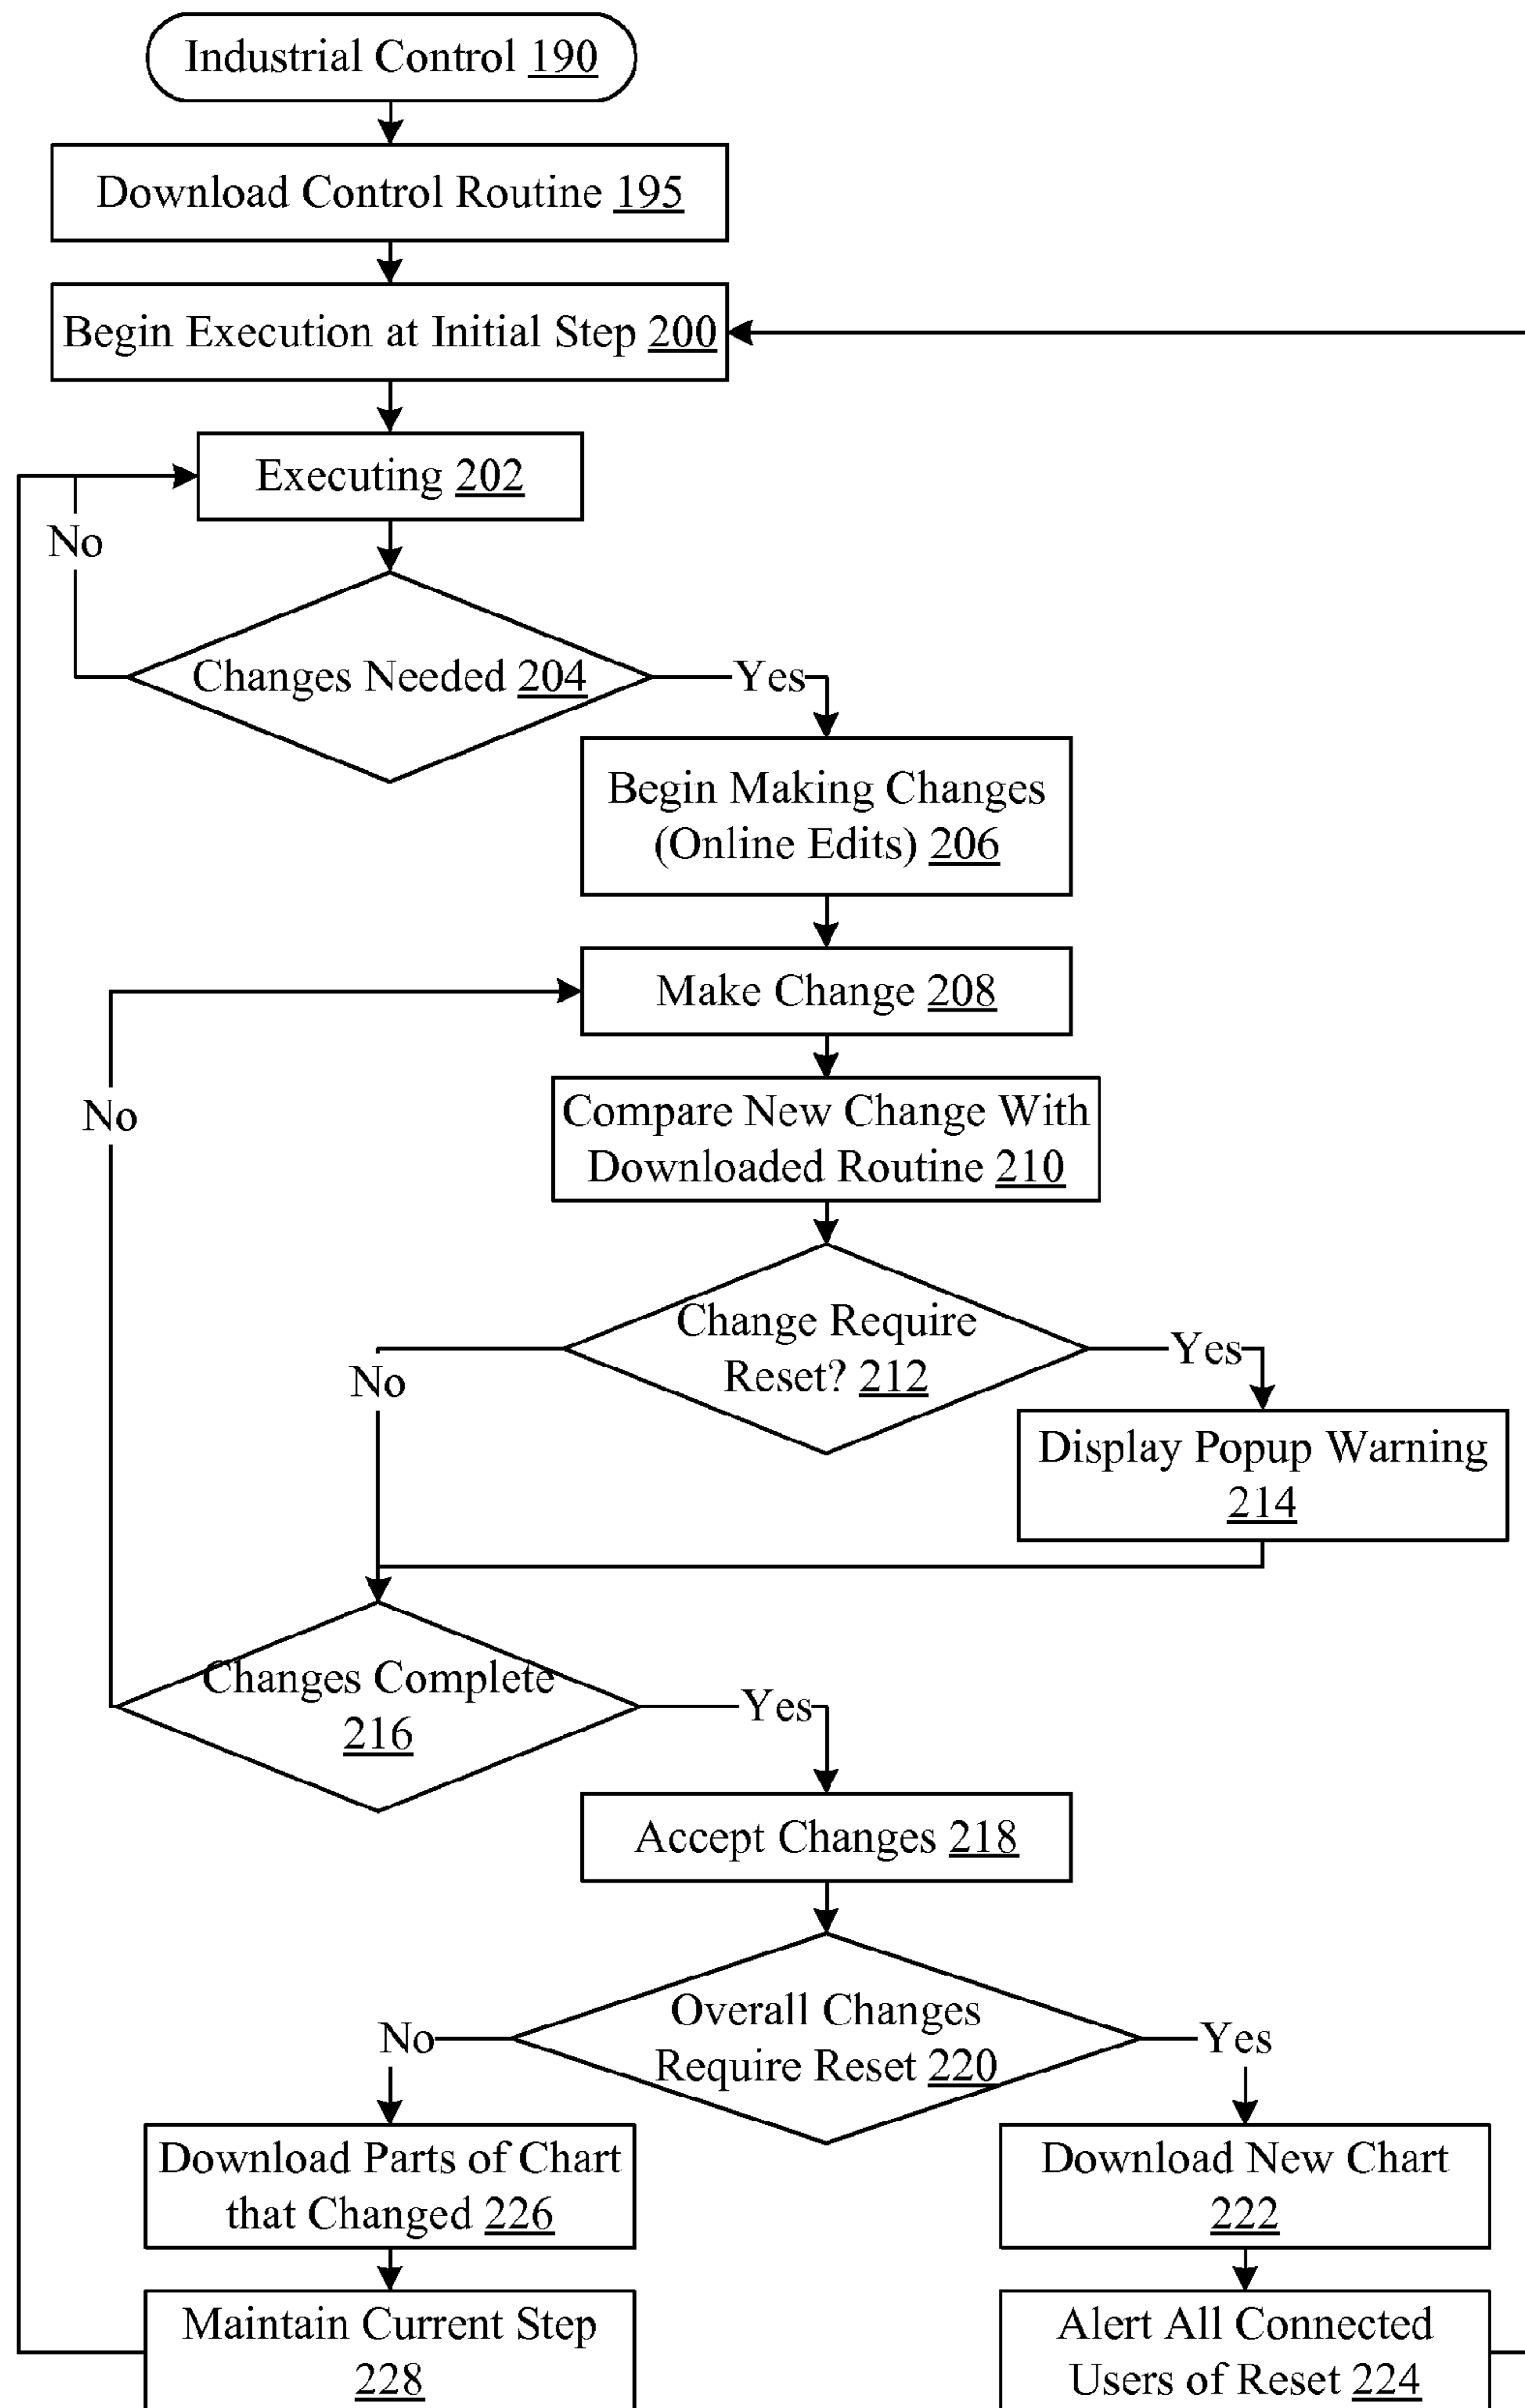 Industrial Control 190
Download Control Routine 195
Begin Execution at Initial Step 200
Executing 202
No
Changes Needed 204
Yes
Begin Making Changes
(Online Edits) 206
Make Change 208
No
Compare New Change With
Downloaded Routine 210
Change Require
Reset? 212
Yes
No
Display Popup Warning
214
Changes Complete
216
Yes
Accept Changes 218
Overall Changes
Require Reset 220
No
Yes
Download Parts of Chart
that Changed 226
Download New Chart
222
Maintain Current Step
228
Alert All Connected
Users of Reset 224